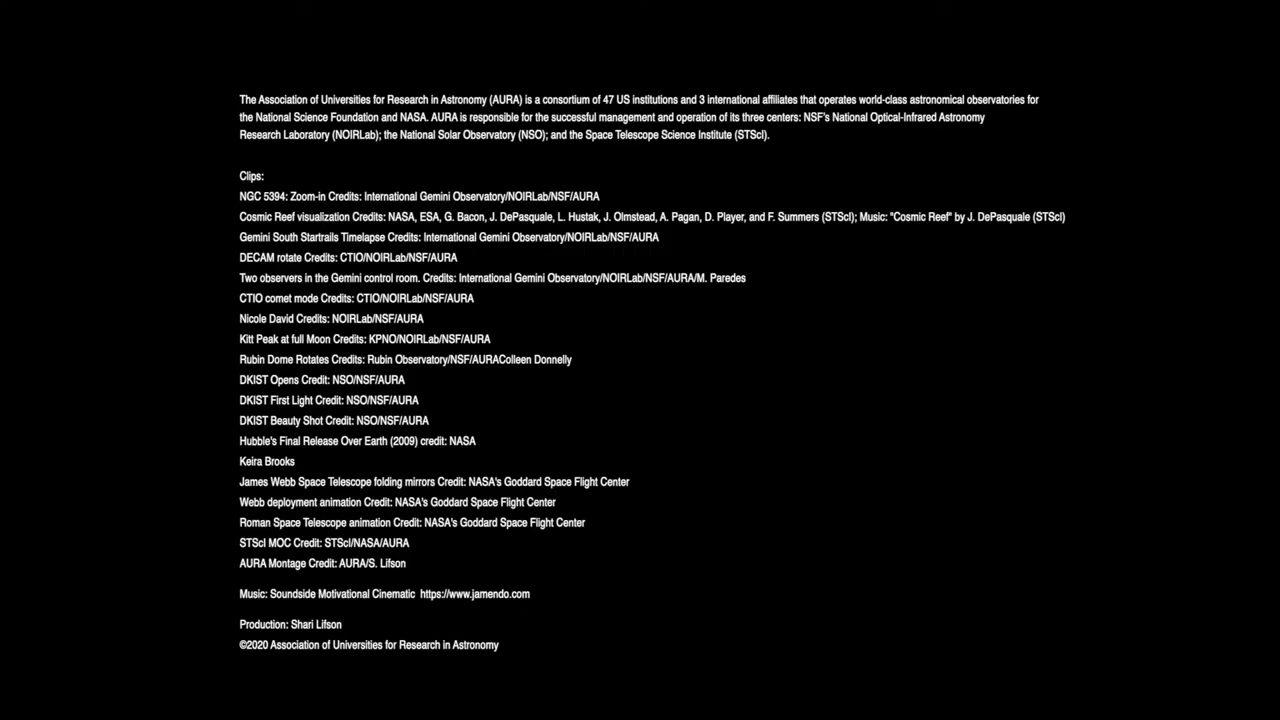 The Association of Universities for Research in Astronomy (AURA) is a consortium of 47 US institutions and 3 international affiliates that operates world-class astronomical observatories for
the National Science Foundation and NASA. AURA is responsible for the successful management and operation of its three centers: NSF's National Optical-Infrared Astronomy
Research Laboratory (NOIRLab); the National Solar Observatory (NSO); and the Space Telescope Science Institute (STScI).
Clips:
NGC 5394: Zoom-in Credits: International Gemini Observatory/NOIRLab/NSF/AURA
Cosmic Reef visualization Credits: NASA, ESA, G. Bacon, J. DePasquale, L. Hustak, J. Olmstead, A. Pagan, D. Player, and F. Summers (STScI); Music: "Cosmic Reef" by J. DePasquale (STScI)
Gemini South Startrails Timelapse Credits: International Gemini Observatory/NOIRLab/NSF/AURA
DECAM rotate Credits: CTIO/NOIRLab/NSF/AURA
Two observers in the Gemini control room. Credits: International Gemini Observatory/NOIRLab/NSF/AURA/M. Paredes
CTIO comet mode Credits: CTIO/NOIRLab/NSF/AURA
Nicole David Credits: NOIRLab/NSF/AURA
Kitt Peak at full Moon Credits: KPNO/NOIRLab/NSF/AURA
Rubin Dome Rotates Credits: Rubin Observatory/NSF/AURAColleen Donnelly
DKIST Opens Credit: NSO/NSF/AURA
DKIST First Light Credit: NSO/NSF/AURA
DKIST Beauty Shot Credit: NSO/NSF/AURA
Hubble's Final Release Over Earth (2009) credit: NASA
Keira Brooks
James Webb Space Telescope folding mirrors Credit: NASA's Goddard Space Flight Center
Webb deployment animation Credit: NASA's Goddard Space Flight Center
Roman Space Telescope animation Credit: NASA's Goddard Space Flight Center
STScI MOC Credit: STScI/NASA/AURA
AURA Montage Credit: AURA/S. Lifson
Music: Soundside Motivational Cinematic https://www.jamendo.com
Production: Shari Lifson
©2020 Association of Universities for Research in Astronomy